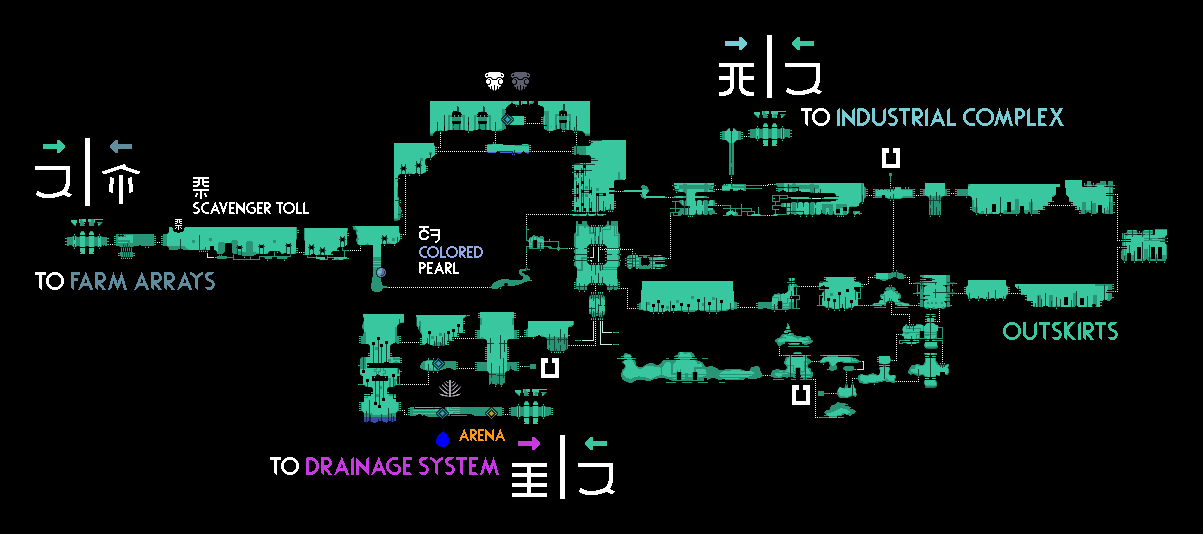 TO INDUSTRIAL COMPLEX
SCAVENGER TOLL
COLORED
PEARL
TO FARM ARRAYS
OUTSKIRTS
ARENA
TO DRAINAGE SYSTEM